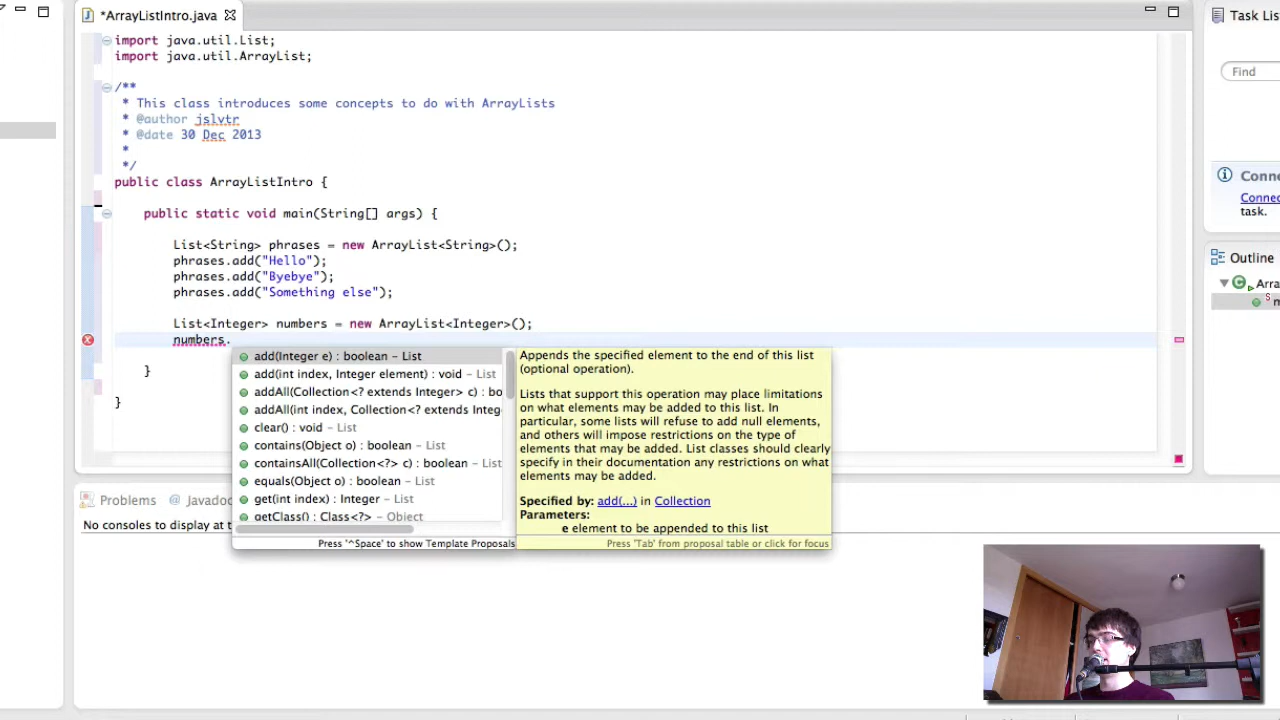 *ArrayListIntro.java
Task List
Find
import java.util.List;
import java.util.ArrayList;
/**
* This class introduces some concepts to do with ArrayLists
* @author jslvtr
* @date 30 Dec 2013
*
*/
public class ArrayListIntro {
public static void main(String[] args) {
List<String> phrases = new ArrayList<String>();
phrases.add("Hello");
phrases.add("Byebye");
phrases.add("Something else");
List<Integer> numbers = new ArrayList<Integer>();
numbers.
}
}
add(Integer e) : boolean – List
add(int index, Integer element) : void – List
addAll(Collection<? extends Integer> c) : bo
addAll(int index, Collection<? extends Integ
clear() : void – List
contains(Object o) : boolean – List
containsAll(Collection<?> c) : boolean – List
equals(Object o) : boolean – List
get(int index) : Integer – List
getClass() : Class<?> – Object
Press '^Space' to show Template Proposals
Appends the specified element to the end of this list
(optional operation).
Lists that support this operation may place limitations
on what elements may be added to this list. In
particular, some lists will refuse to add null elements,
and others will impose restrictions on the type of
elements that may be added. List classes should clearly
specify in their documentation any restrictions on what
elements may be added.
Specified by: add(...) in Collection
Parameters:
e element to be appended to this list
Press 'Tab' from proposal table or click for focus
Conne
Connec
task.
Outline
Arra
m
Problems @ Javadoc
No consoles to display at t